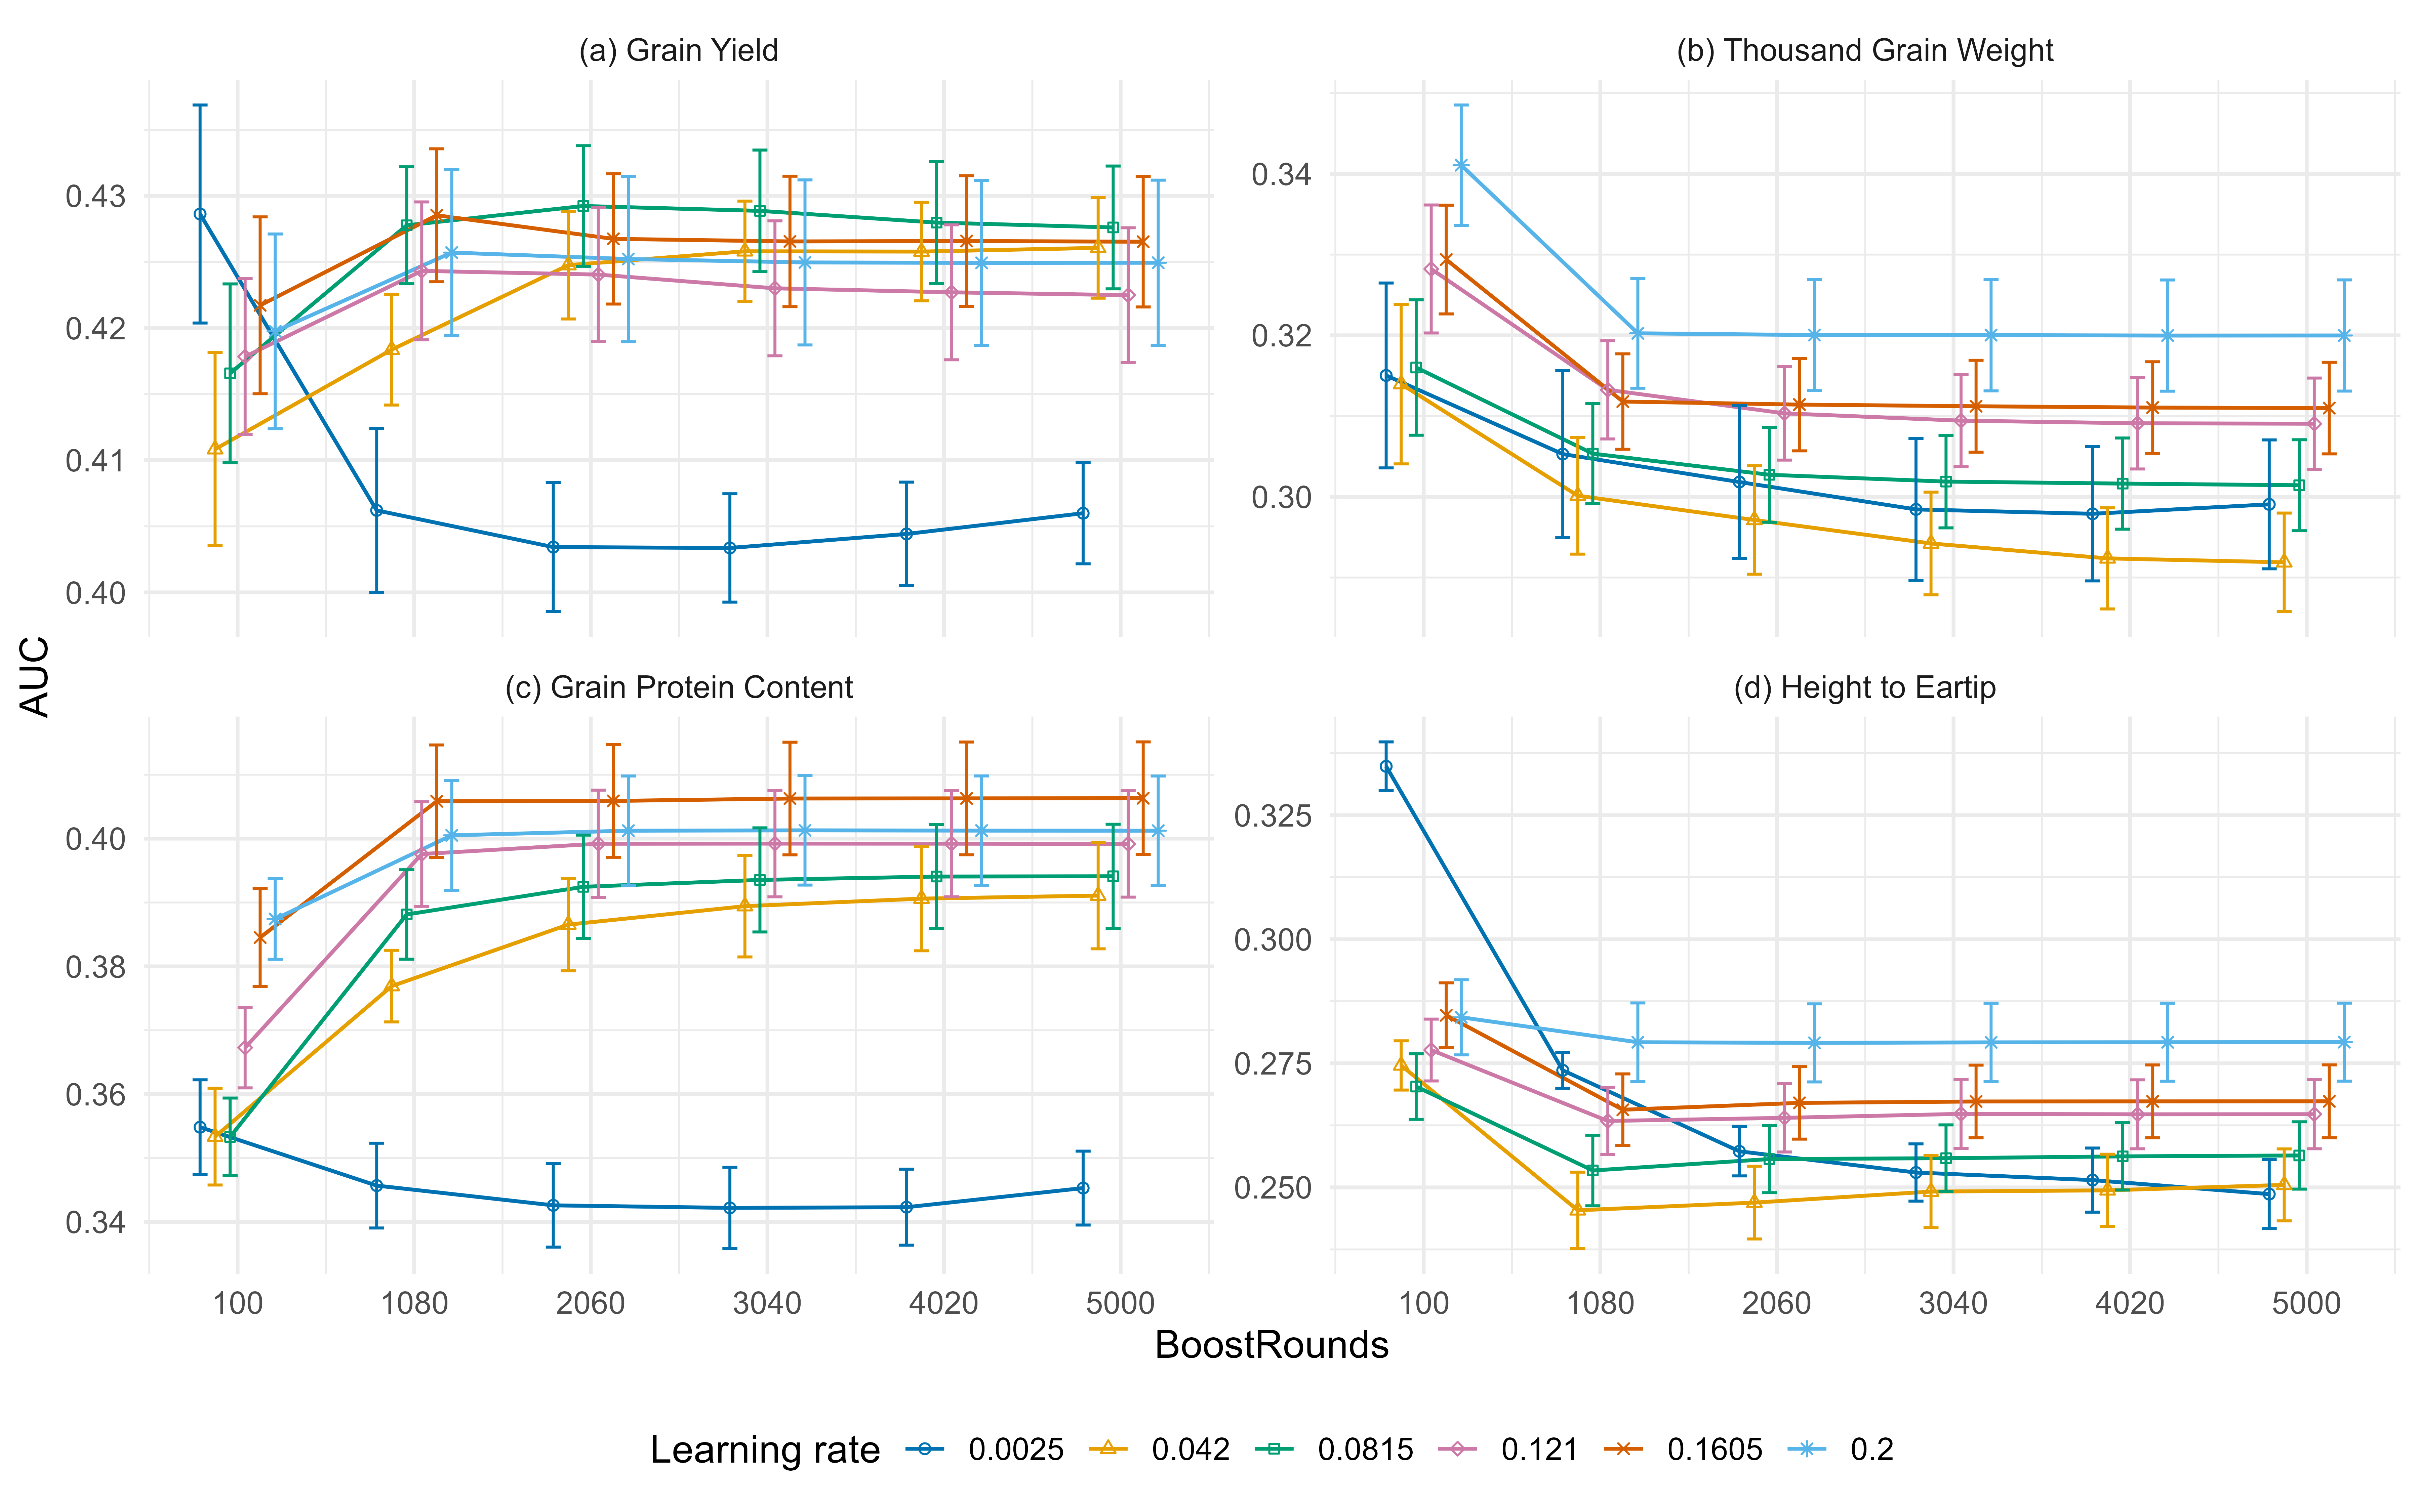 (a) Grain Yield
(b) Thousand Grain Weight
0.43
0.42
0.41
0.40
0.34
0.32
0.30
AUC
(c) Grain Protein Content
(d) Height to Eartip
0.40
0.38
0.36
0.34
0.325
0.300
0.275
0.250
100 1080 2060 3040 4020 5000
100 1080 2060 3040 4020 5000
BoostRounds
Learning rate 0.0025 0.042 0.0815 0.121 0.1605 0.2